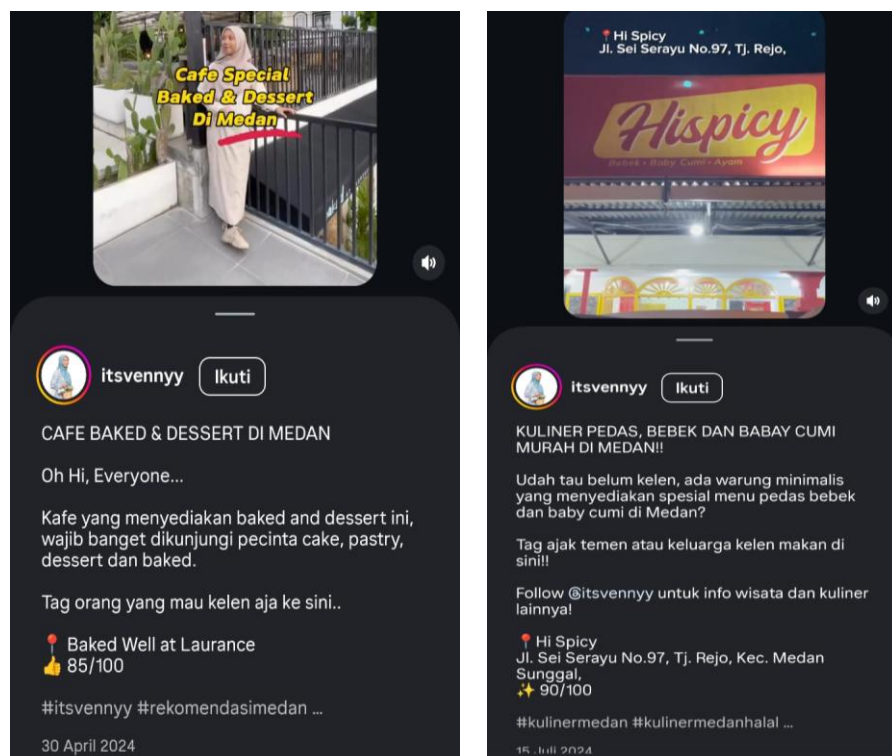 Cafe Special
Baked & Dessert
Di Medan
itsvennyy
Ikuti
CAFE BAKED & DESSERT DI MEDAN
Oh Hi, Everyone...
Kafe yang menyediakan baked and dessert ini,
wajib banget dikunjungi pecinta cake, pastry,
dessert dan baked.
Tag orang yang mau kelen aja ke sini..
📍 Baked Well at Laurance
👍 85/100
#itsvennyy #rekomendasimedan ...
30 April 2024
📍Hi Spicy
Jl. Sei Serayu No.97, Tj. Rejo,
Hispicy
Bebek • Baby Cumi • Ayam
itsvennyy
Ikuti
KULINER PEDAS, BEBEK DAN BABAY CUMI
MURAH DI MEDAN!!
Udah tau belum kelen, ada warung minimalis
yang menyediakan spesial menu pedas bebek
dan baby cumi di Medan?
Tag ajak temen atau keluarga kelen makan di
sini!!
Follow @itsvennyy untuk info wisata dan kuliner
lainnya!
📍 Hi Spicy
Jl. Sei Serayu No.97, Tj. Rejo, Kec. Medan
Sunggal,
✨ 90/100
#kulinermedan #kulinermedanhalal ...
15 Juli 2024